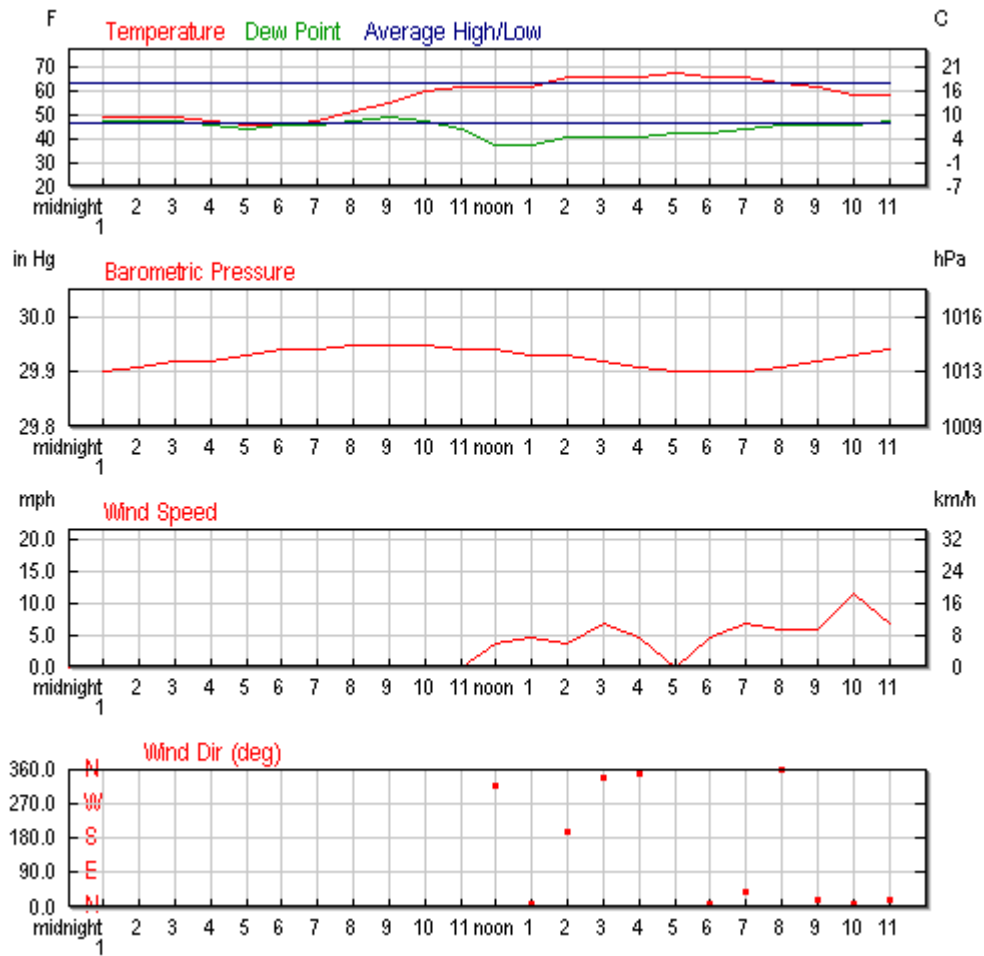 F C
Temperature Dew Point Average High/Low
70 21
60 16
50 10
40 4
30 -1
20 -7
midnight 2 3 4 5 6 7 8 9 10 11 noon 1 2 3 4 5 6 7 8 9 10 11
1
in Hg hPa
Barometric Pressure
30.0 1016
29.9 1013
29.8 1009
midnight 2 3 4 5 6 7 8 9 10 11 noon 1 2 3 4 5 6 7 8 9 10 11
1
mph km/h
Wind Speed
20.0 32
15.0 24
10.0 16
5.0 8
0.0 0
midnight 2 3 4 5 6 7 8 9 10 11 noon 1 2 3 4 5 6 7 8 9 10 11
1
Wind Dir (deg)
360.0 N
270.0 W
180.0 S
90.0 E
0.0 N
midnight 2 3 4 5 6 7 8 9 10 11 noon 1 2 3 4 5 6 7 8 9 10 11
1